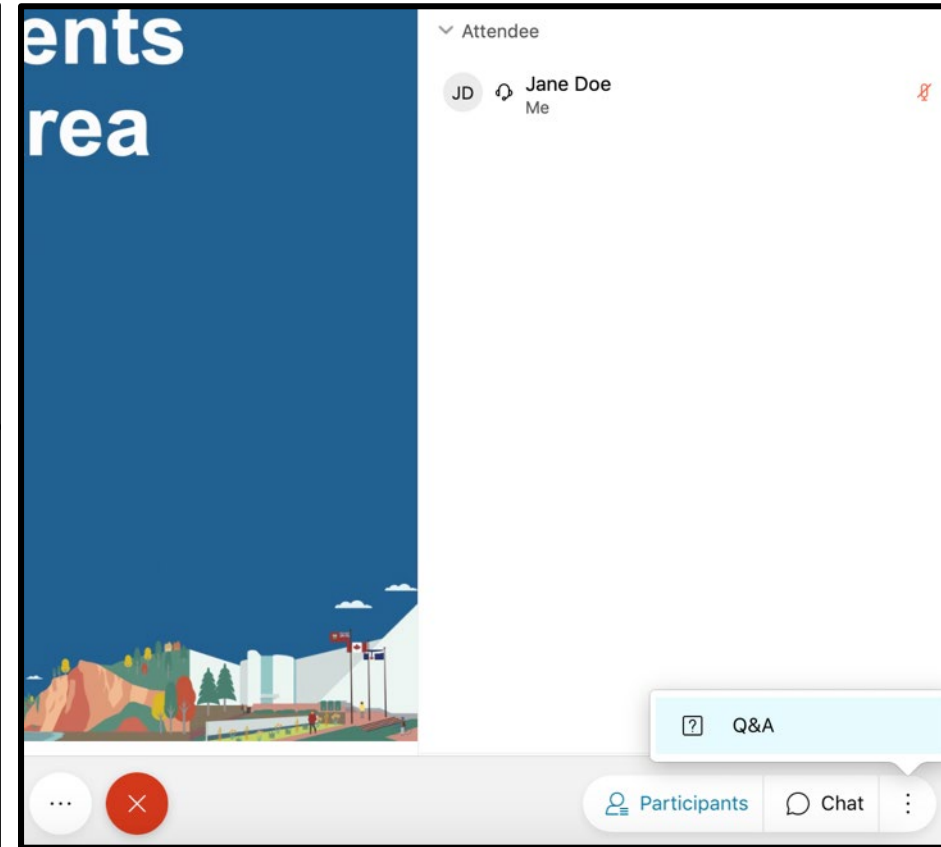 ents
rea
Attendee
JD
Jane Doe
Me
? Q&A
Participants
Chat